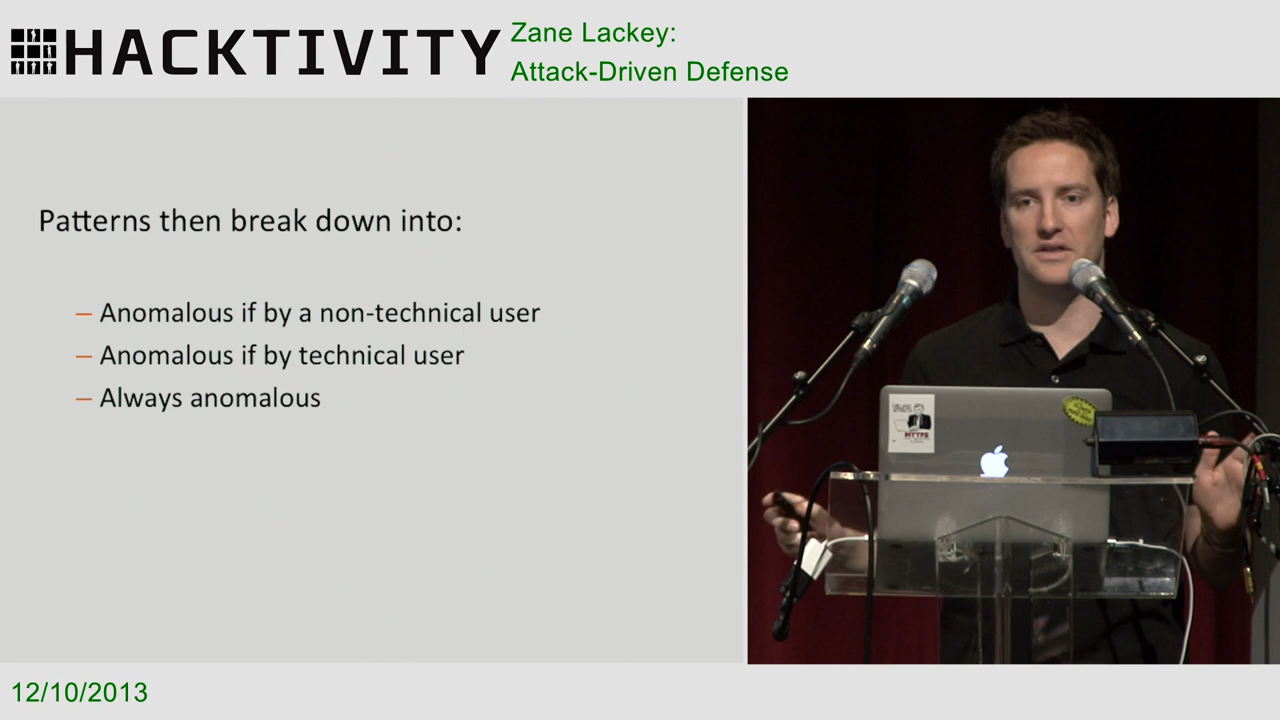 HACKTIVITY
Zane Lackey:
Attack-Driven Defense
Patterns then break down into:
– Anomalous if by a non-technical user
– Anomalous if by technical user
– Always anomalous
HTTPS
12/10/2013